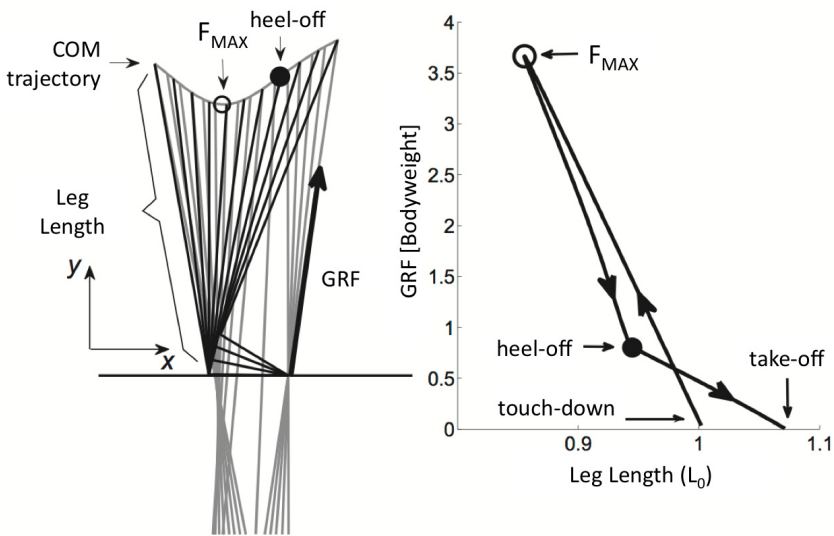 COM
trajectory
F_MAX
heel-off
Leg
Length
y
x
GRF
GRF [Bodyweight]
4
3.5
3
2.5
2
1.5
1
0.5
0
F_MAX
heel-off
touch-down
take-off
0.9
1
1.1
Leg Length (L₀)